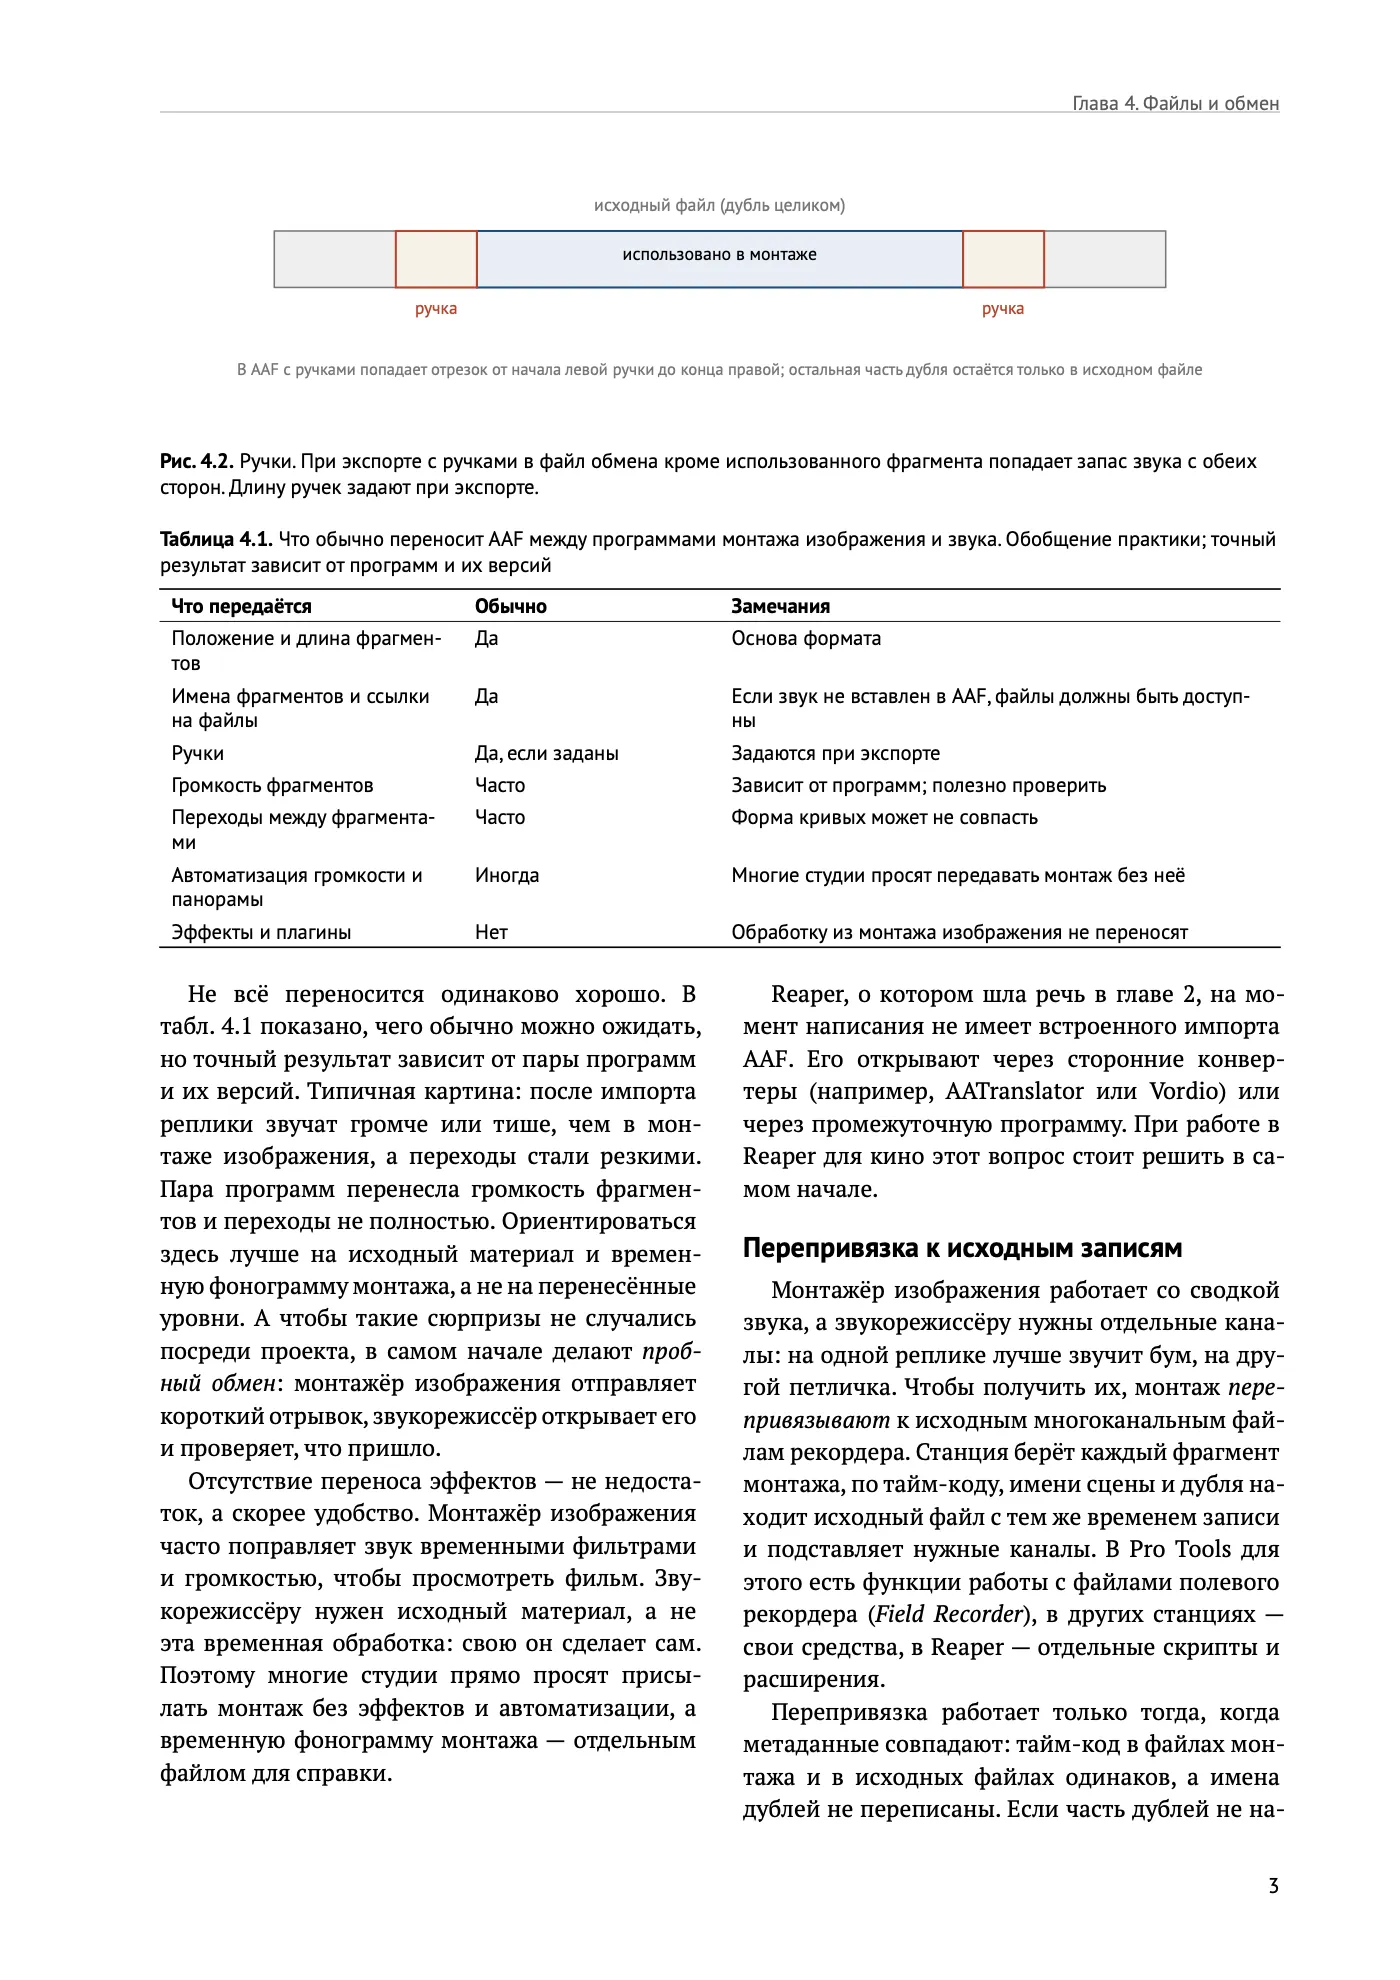 Глава 4. Файлы и обмен
исходный файл (дубль целиком)
использовано в монтаже
ручка
ручка
В AAF с ручками попадает отрезок от начала левой ручки до конца правой; остальная часть дубля остаётся только в исходном файле
Рис. 4.2. Ручки. При экспорте с ручками в файл обмена кроме использованного фрагмента попадает запас звука с обеих
сторон. Длину ручек задают при экспорте.
Таблица 4.1. Что обычно переносит AAF между программами монтажа изображения и звука. Обобщение практики; точный
результат зависит от программ и их версий
Что передаётся Обычно Замечания
Положение и длина фрагмен- Да Основа формата
тов
Имена фрагментов и ссылки Да Если звук не вставлен в AAF, файлы должны быть доступ-
на файлы ны
Ручки Да, если заданы Задаются при экспорте
Громкость фрагментов Часто Зависит от программ; полезно проверить
Переходы между фрагмента- Часто Форма кривых может не совпасть
ми
Автоматизация громкости и Иногда Многие студии просят передавать монтаж без неё
панорамы
Эффекты и плагины Нет Обработку из монтажа изображения не переносят
Не всё переносится одинаково хорошо. В
табл. 4.1 показано, чего обычно можно ожидать,
но точный результат зависит от пары программ
и их версий. Типичная картина: после импорта
реплики звучат громче или тише, чем в мон-
таже изображения, а переходы стали резкими.
Пара программ перенесла громкость фрагмен-
тов и переходы не полностью. Ориентироваться
здесь лучше на исходный материал и времен-
ную фонограмму монтажа, а не на перенесённые
уровни. А чтобы такие сюрпризы не случались
посреди проекта, в самом начале делают проб-
ный обмен: монтажёр изображения отправляет
короткий отрывок, звукорежиссёр открывает его
и проверяет, что пришло.
Отсутствие переноса эффектов — не недоста-
ток, а скорее удобство. Монтажёр изображения
часто поправляет звук временными фильтрами
и громкостью, чтобы просмотреть фильм. Зву-
корежиссёру нужен исходный материал, а не
эта временная обработка: свою он сделает сам.
Поэтому многие студии прямо просят присы-
лать монтаж без эффектов и автоматизации, а
временную фонограмму монтажа — отдельным
файлом для справки.
Reaper, о котором шла речь в главе 2, на мо-
мент написания не имеет встроенного импорта
AAF. Его открывают через сторонние конвер-
теры (например, AATranslator или Vordio) или
через промежуточную программу. При работе в
Reaper для кино этот вопрос стоит решить в са-
мом начале.
Перепривязка к исходным записям
Монтажёр изображения работает со сводкой
звука, а звукорежиссёру нужны отдельные кана-
лы: на одной реплике лучше звучит бум, на дру-
гой петличка. Чтобы получить их, монтаж пере-
привязывают к исходным многоканальным фай-
лам рекордера. Станция берёт каждый фрагмент
монтажа, по тайм-коду, имени сцены и дубля на-
ходит исходный файл с тем же временем записи
и подставляет нужные каналы. В Pro Tools для
этого есть функции работы с файлами полевого
рекордера (Field Recorder), в других станциях —
свои средства, в Reaper — отдельные скрипты и
расширения.
Перепривязка работает только тогда, когда
метаданные совпадают: тайм-код в файлах мон-
тажа и в исходных файлах одинаков, а имена
дублей не переписаны. Если часть дублей не на-
3